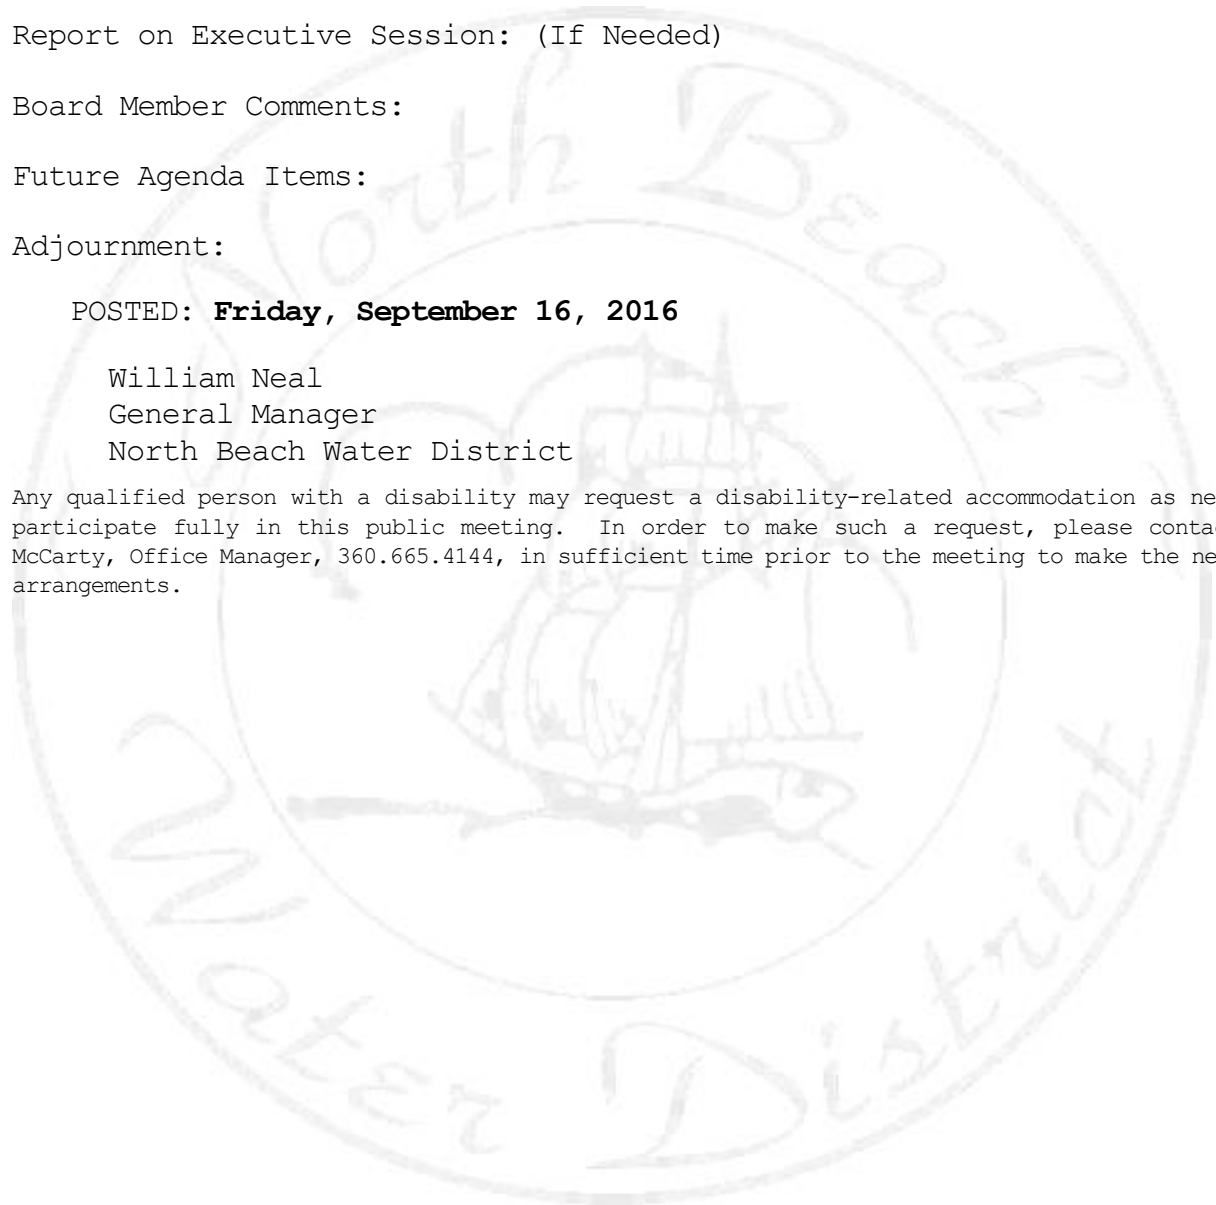 Report on Executive Session: (If Needed)
Board Member Comments:
Future Agenda Items:
Adjournment:
POSTED: Friday, September 16, 2016
William Neal
General Manager
North Beach Water District
Any qualified person with a disability may request a disability-related accommodation as ne
participate fully in this public meeting. In order to make such a request, please conta
McCarty, Office Manager, 360.665.4144, in sufficient time prior to the meeting to make the ne
arrangements.
North Beach
Water District